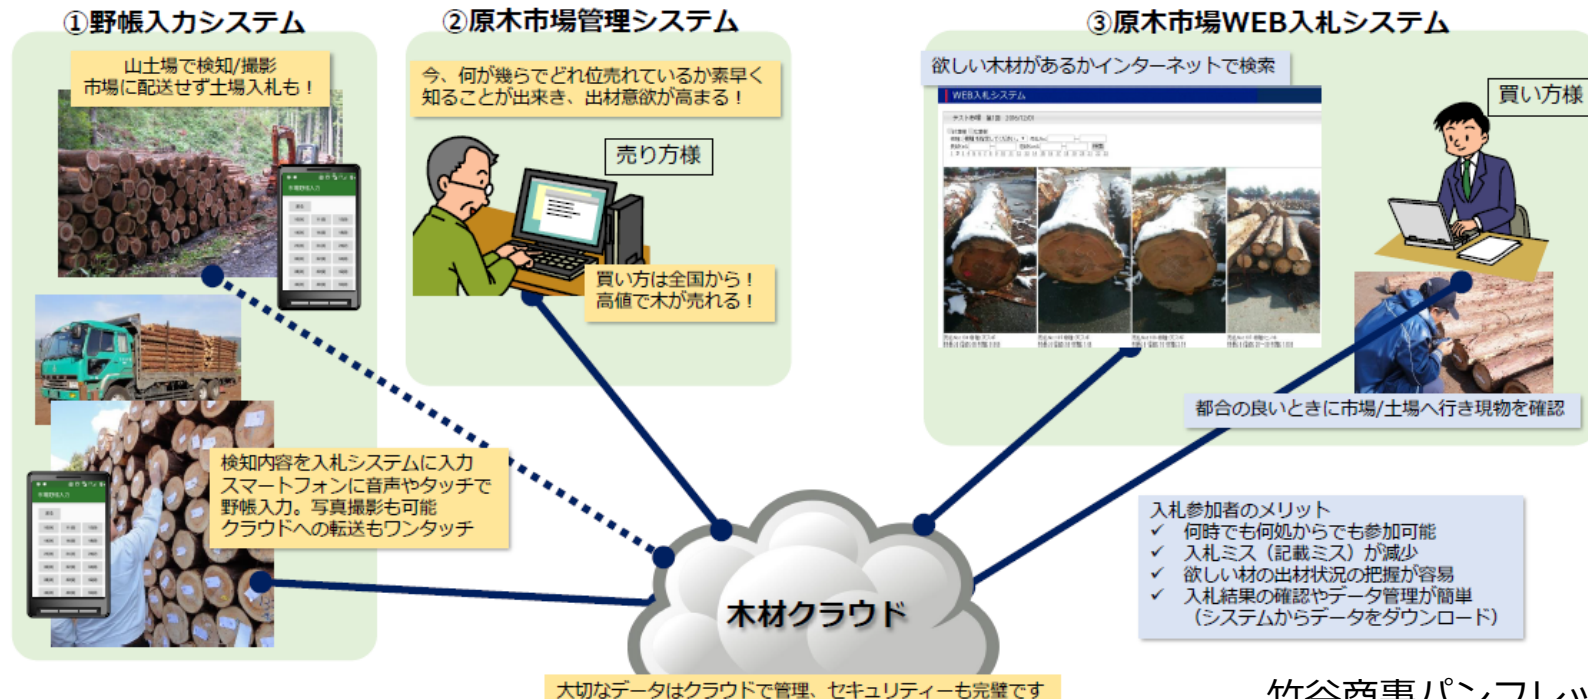 ①野帳入力システム
山土場で検知/撮影
市場に配送せず土場入札も！
検知内容を入札システムに入力
スマートフォンに音声やタッチで
野帳入力。写真撮影も可能
クラウドへの転送もワンタッチ
②原木市場管理システム
今、何が幾らでどれ位売れているか素早く
知ることが出来き、出材意欲が高まる！
売り方様
買い方は全国から！
高値で木が売れる！
③原木市場WEB入札システム
欲しい木材があるかインターネットで検索
WEB入札システム
買い方様
都合の良いときに市場/土場へ行き現物を確認
入札参加者のメリット
✓ 何時でも何処からでも参加可能
✓ 入札ミス（記載ミス）が減少
✓ 欲しい材の出材状況の把握が容易
✓ 入札結果の確認やデータ管理が簡単
（システムからデータをダウンロード）
木材クラウド
大切なデータはクラウドで管理、セキュリティーも完璧です
竹谷商事パンフレッ